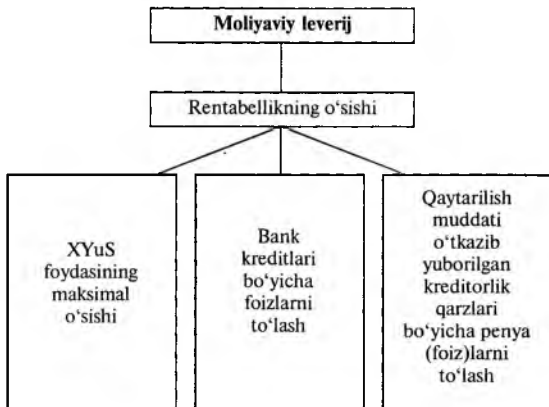 Moliyaviy leverij
Rentabellikning o‘sishi
XYuS
foydasining
maksimal
o‘sishi
Bank
kreditlari
bo‘yicha
foizlarni
to‘lash
Qaytarilish
muddati
o‘tkazib
yuborilgan
kreditorlik
qarzlari
bo‘yicha penya
(foiz)larni
to‘lash